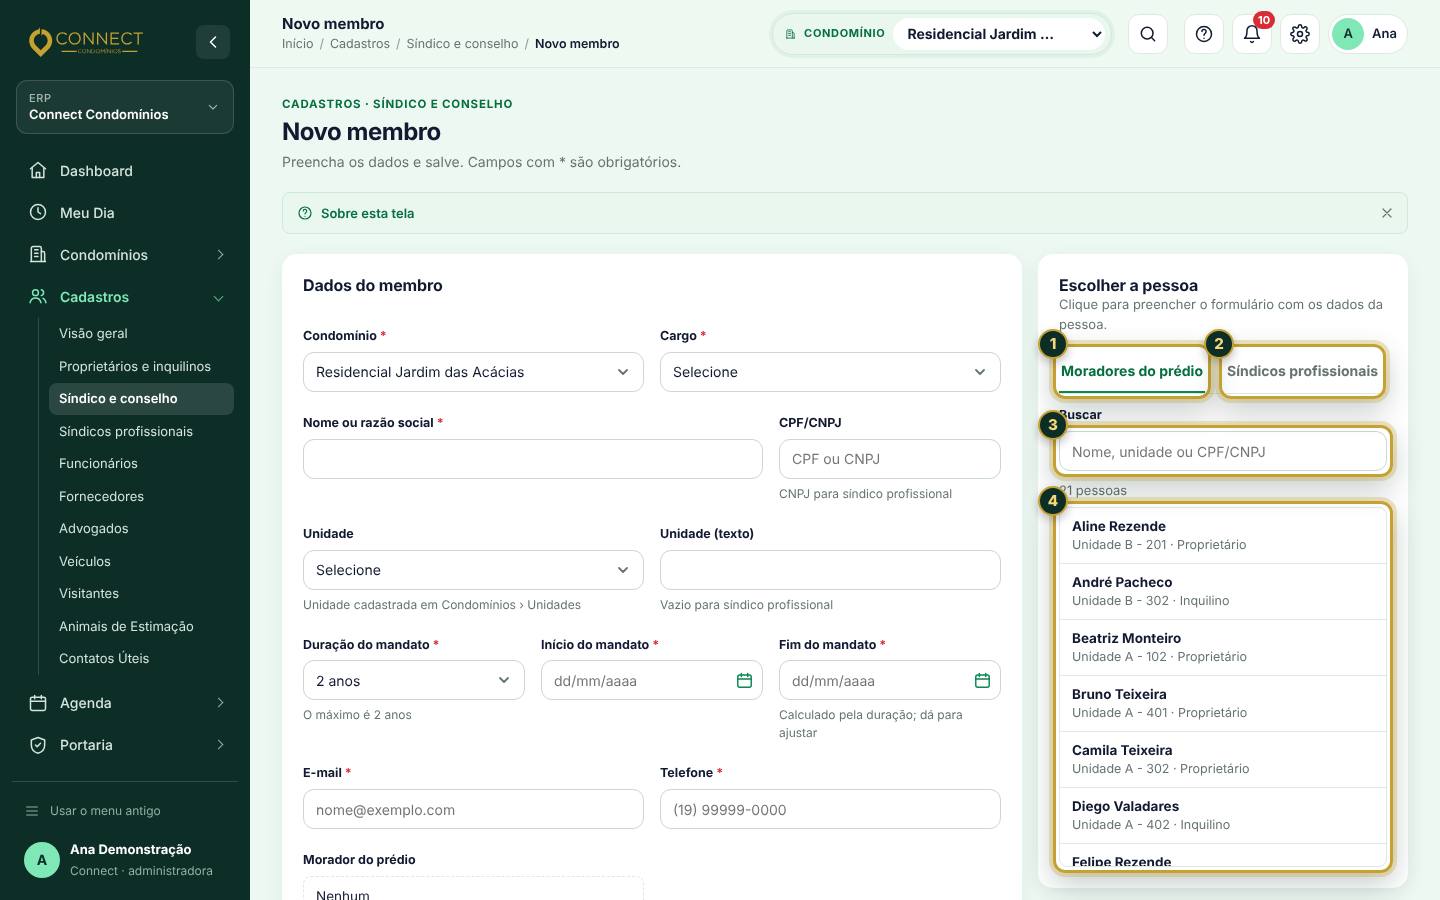 CONNECT
CONDOMÍNIOS
ERP
Connect Condomínios
Dashboard
Meu Dia
Condomínios
Cadastros
Visão geral
Proprietários e inquilinos
Síndico e conselho
Síndicos profissionais
Funcionários
Fornecedores
Advogados
Veículos
Visitantes
Animais de Estimação
Contatos Úteis
Agenda
Portaria
Usar o menu antigo
A
Ana Demonstração
Connect · administradora
Novo membro
Início / Cadastros / Síndico e conselho / Novo membro
CONDOMÍNIO
Residencial Jardim ...
10
A
Ana
CADASTROS · SÍNDICO E CONSELHO
Novo membro
Preencha os dados e salve. Campos com * são obrigatórios.
Sobre esta tela
Dados do membro
Condomínio *
Cargo *
Residencial Jardim das Acácias
Selecione
Nome ou razão social *
CPF/CNPJ
CPF ou CNPJ
CNPJ para síndico profissional
Unidade
Unidade (texto)
Selecione
Unidade cadastrada em Condomínios › Unidades
Vazio para síndico profissional
Duração do mandato *
Início do mandato *
Fim do mandato *
2 anos
dd/mm/aaaa
dd/mm/aaaa
O máximo é 2 anos
Calculado pela duração; dá para
ajustar
E-mail *
Telefone *
nome@exemplo.com
(19) 99999-0000
Morador do prédio
Nenhum
Escolher a pessoa
Clique para preencher o formulário com os dados da
pessoa.
1
2
Moradores do prédio
Síndicos profissionais
Buscar
3
Nome, unidade ou CPF/CNPJ
21 pessoas
4
Aline Rezende
Unidade B - 201 · Proprietário
André Pacheco
Unidade B - 302 · Inquilino
Beatriz Monteiro
Unidade A - 102 · Proprietário
Bruno Teixeira
Unidade A - 401 · Proprietário
Camila Teixeira
Unidade A - 302 · Proprietário
Diego Valadares
Unidade A - 402 · Inquilino
Felipe Rezende